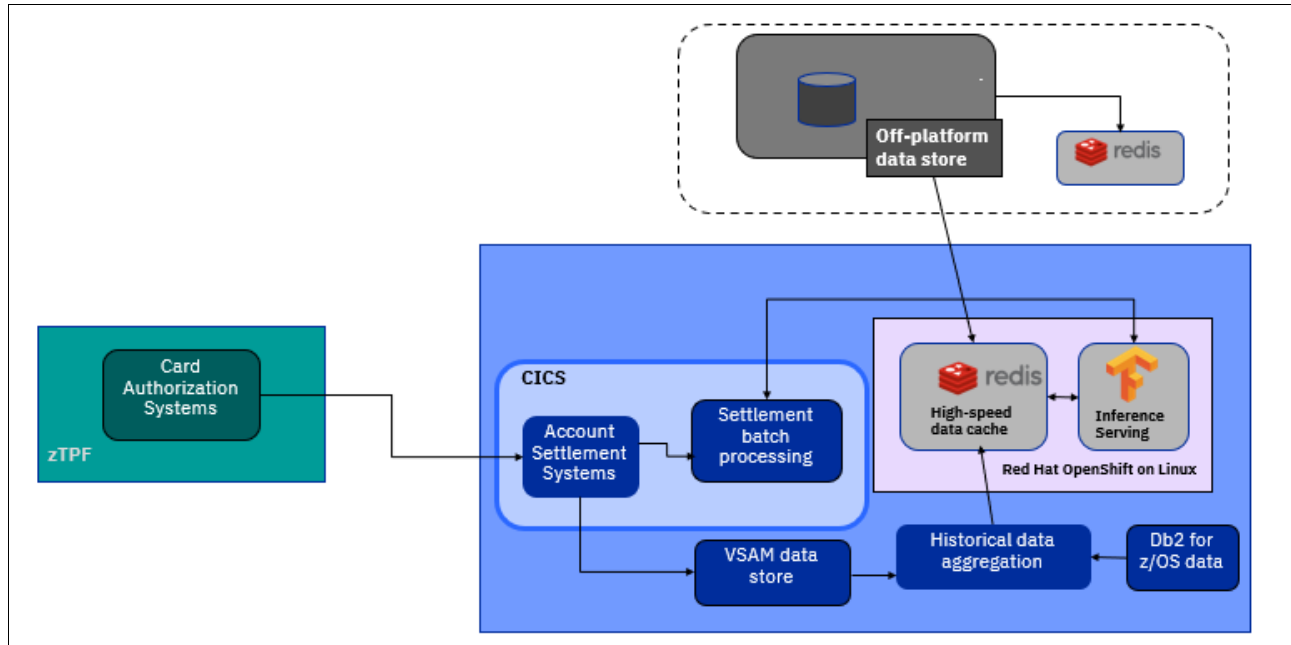 Off-platform
data store
redis
Card
Authorization
Systems
zTPF
CICS
Account
Settlement
Systems
Settlement
batch
processing
redis
High-speed
data cache
Inference
Serving
Red Hat OpenShift on Linux
VSAM data
store
Historical data
aggregation
Db2 for
z/OS data